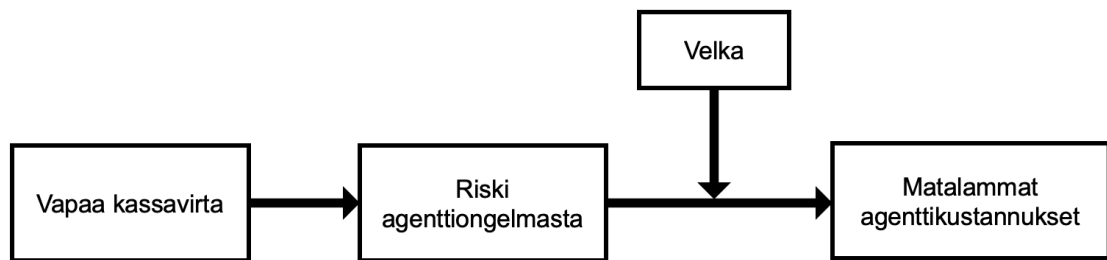 Velka
Vapaa kassavirta
Riski
agenttiongelmasta
Matalammat
agenttikustannukset